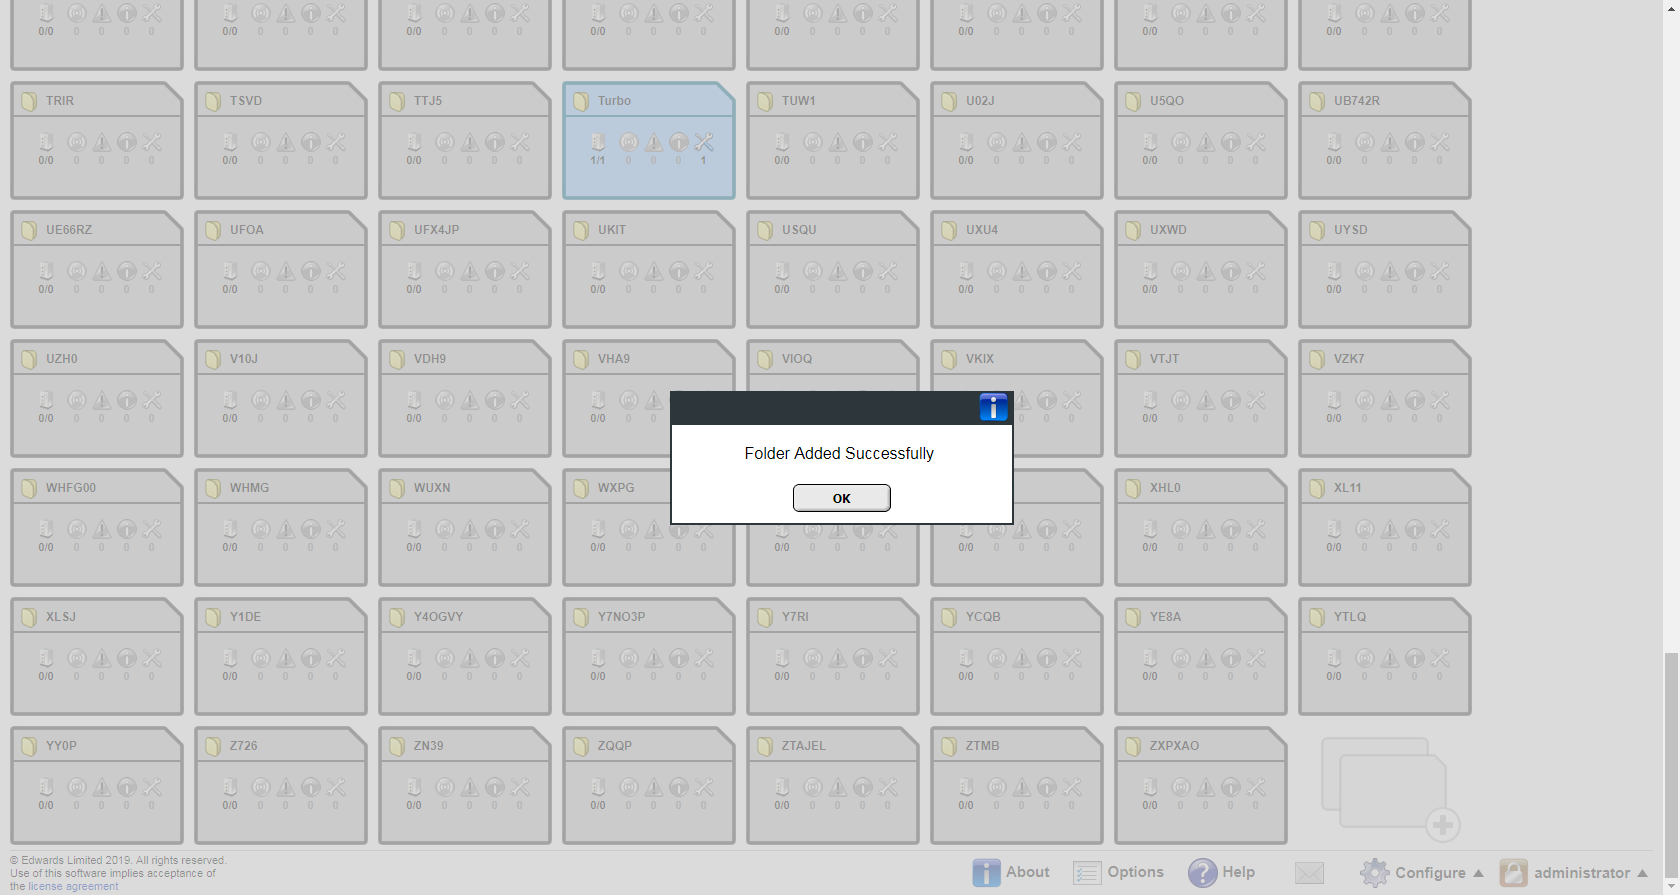 0/0 0 0 0 0 0/0 0 0 0 0 0/0 0 0 0 0 0/0 0 0 0 0 0/0 0 0 0 0 0/0 0 0 0 0 0/0 0 0 0 0 0/0 0 0 0 0
TRIR TSVD TTJ5 Turbo TUW1 U02J U5QO UB742R
0/0 0 0 0 0 0/0 0 0 0 0 0/0 0 0 0 0 1/1 0 0 0 1 0/0 0 0 0 0 0/0 0 0 0 0 0/0 0 0 0 0 0/0 0 0 0 0
UE66RZ UFOA UFX4JP UKIT USQU UXU4 UXWD UYSD
0/0 0 0 0 0 0/0 0 0 0 0 0/0 0 0 0 0 0/0 0 0 0 0 0/0 0 0 0 0 0/0 0 0 0 0 0/0 0 0 0 0 0/0 0 0 0 0
UZH0 V10J VDH9 VHA9 VIOQ VKIX VTJT VZK7
0/0 0 0 0 0 0/0 0 0 0 0 0/0 0 0 0 0 0/0 0 0 0 0 0 0/0 0 0 0 0 0/0 0 0 0 0
Folder Added Successfully
OK
WHFG00 WHMG WUXN WXPG XHL0 XL11
0/0 0 0 0 0 0/0 0 0 0 0 0/0 0 0 0 0 0/0 0 0 0 0 0/0 0 0 0 0 0/0 0 0 0 0 0/0 0 0 0 0 0/0 0 0 0 0
XLSJ Y1DE Y4OGVY Y7NO3P Y7RI YCQB YE8A YTLQ
0/0 0 0 0 0 0/0 0 0 0 0 0/0 0 0 0 0 0/0 0 0 0 0 0/0 0 0 0 0 0/0 0 0 0 0 0/0 0 0 0 0 0/0 0 0 0 0
YY0P Z726 ZN39 ZQQP ZTAJEL ZTMB ZXPXAO
0/0 0 0 0 0 0/0 0 0 0 0 0/0 0 0 0 0 0/0 0 0 0 0 0/0 0 0 0 0 0/0 0 0 0 0 0/0 0 0 0 0
© Edwards Limited 2019. All rights reserved.
Use of this software implies acceptance of
the license agreement
About Options Help Configure administrator